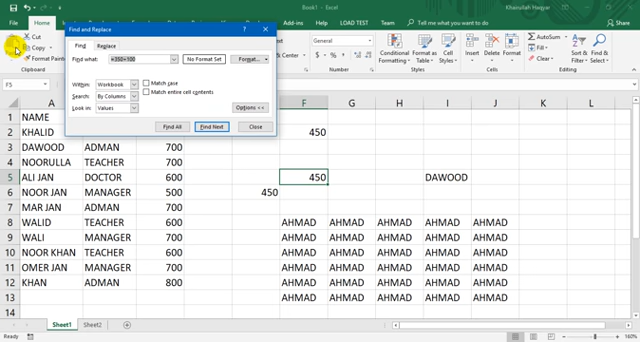 Book1 - Excel
Khairullah Haqyar
Home
Add-ins
Help
LOAD TEST
Team
Tell me what you want to do
Cut
Copy
Format Painter
Clipboard
Number
Conditional Formatting
Format as Table
Cell Styles
Styles
Insert
Delete
Format
Cells
AutoSum
Fill
Clear
Sort & Filter
Find & Select
Editing
Find and Replace
Find
Replace
Find what:
=350+100
No Format Set
Format...
Within:
Workbook
Match case
Search:
By Columns
Match entire cell contents
Look in:
Values
Options <<
Find All
Find Next
Close
F5
A F G H I J K L
1 NAME
2 KHALID 450
3 DAWOOD ADMAN 700
4 NOORULLA TEACHER 700
5 ALI JAN DOCTOR 600 450 DAWOOD
6 NOOR JAN MANAGER 500 450
7 MAR JAN ADMAN 700
8 WALID TEACHER 600 AHMAD AHMAD AHMAD AHMAD AHMAD
9 WALI MANAGER 700 AHMAD AHMAD AHMAD AHMAD AHMAD
10 NOOR KHAN TEACHER 600 AHMAD AHMAD AHMAD AHMAD AHMAD
11 OMER JAN MANAGER 700 AHMAD AHMAD AHMAD AHMAD AHMAD
12 KHAN ADMAN 800 AHMAD AHMAD AHMAD AHMAD AHMAD
13 AHMAD AHMAD AHMAD AHMAD AHMAD
14
Sheet1 Sheet2
Ready
160%